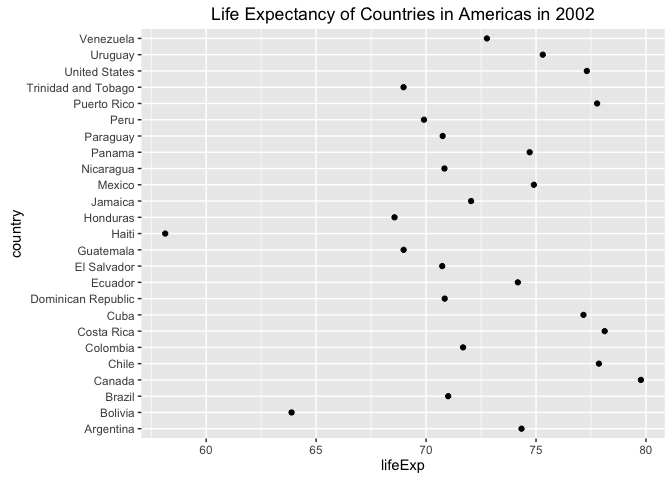 Life Expectancy of Countries in Americas in 2002
Venezuela
Uruguay
United States
Trinidad and Tobago
Puerto Rico
Peru
Paraguay
Panama
Nicaragua
Mexico
Jamaica
Honduras
Haiti
Guatemala
El Salvador
Ecuador
Dominican Republic
Cuba
Costa Rica
Colombia
Chile
Canada
Brazil
Bolivia
Argentina
country
60 65 70 75 80
lifeExp